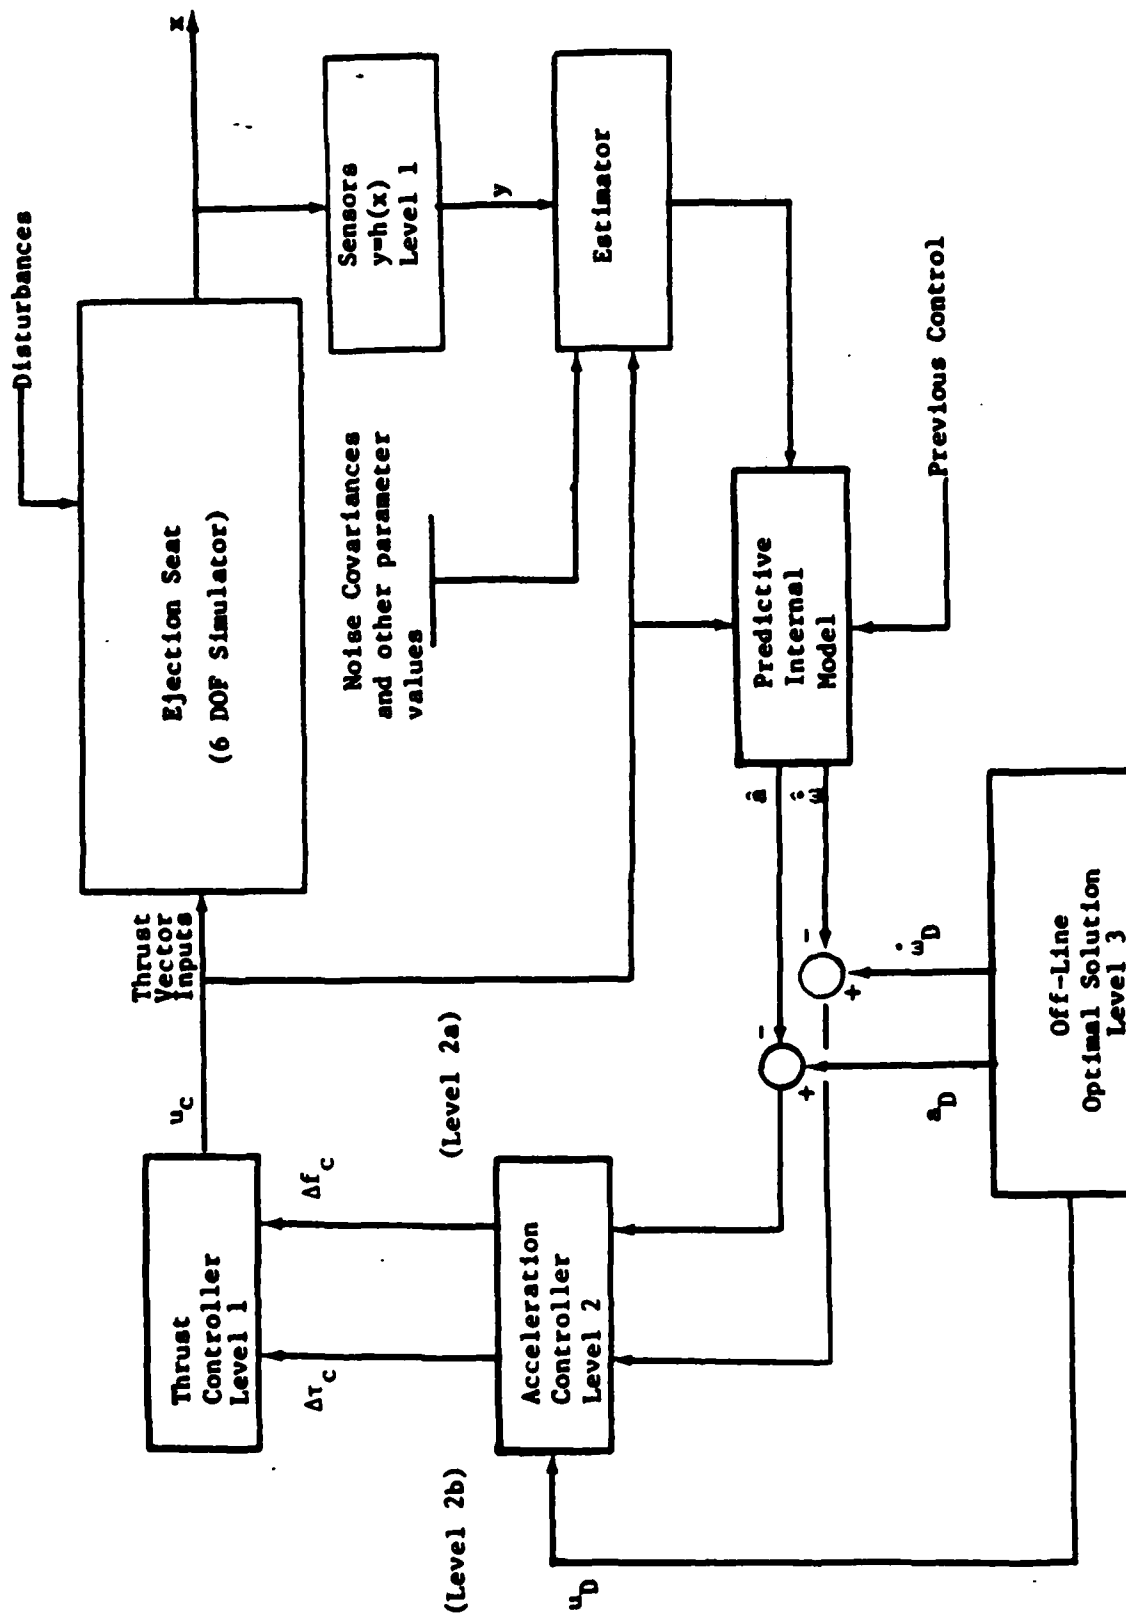 Disturbances
Ejection Seat
(6 DOF Simulator)
x
Thrust
Vector
Inputs
u_c
Thrust
Controller
Level 1
Sensors
y=h(x)
Level 1
Noise Covariances
and other parameter
values
y
Δf_c
Δτ_c
(Level 2a)
(Level 2b)
Estimator
Acceleration
Controller
Level 2
u_D
Predictive
Internal
Model
â
ω̂̇
-
+
-
+
Previous Control
ω̇_D
a_D
Off-Line
Optimal Solution
Level 3